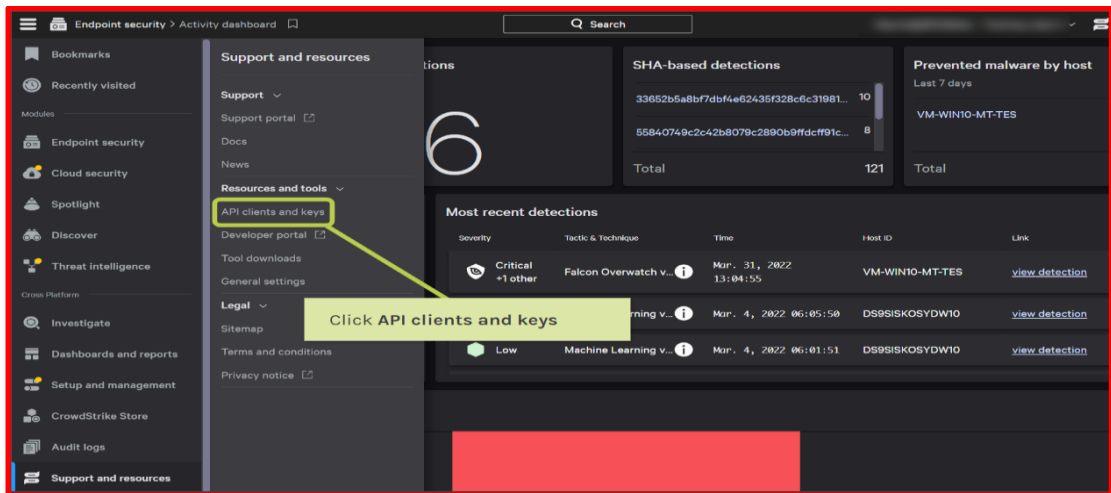 Endpoint security > Activity dashboard
Search
Bookmarks
Recently visited
Modules
Endpoint security
Cloud security
Spotlight
Discover
Threat intelligence
Cross Platform
Investigate
Dashboards and reports
Setup and management
CrowdStrike Store
Audit logs
Support and resources
Support and resources
Support
Support portal
Docs
News
Resources and tools
API clients and keys
Developer portal
Tool downloads
General settings
Legal
Sitemap
Terms and conditions
Privacy notice
Click API clients and keys
tions
6
SHA-based detections
33652b5a8bf7dbf4e62435f328c6c31981... 10
55840749c2c42b8079c2890b9ffdcff91c... 8
Total 121
Prevented malware by host
Last 7 days
VM-WIN10-MT-TES
Total
Most recent detections
Severity Tactic & Technique Time Host ID Link
Critical
+1 other
Falcon Overwatch v...
Mar. 31, 2022
13:04:55
VM-WIN10-MT-TES
view detection
rning v... Mar. 4, 2022 06:05:50 DS9SISKOSYDW10 view detection
Low Machine Learning v... Mar. 4, 2022 06:01:51 DS9SISKOSYDW10 view detection